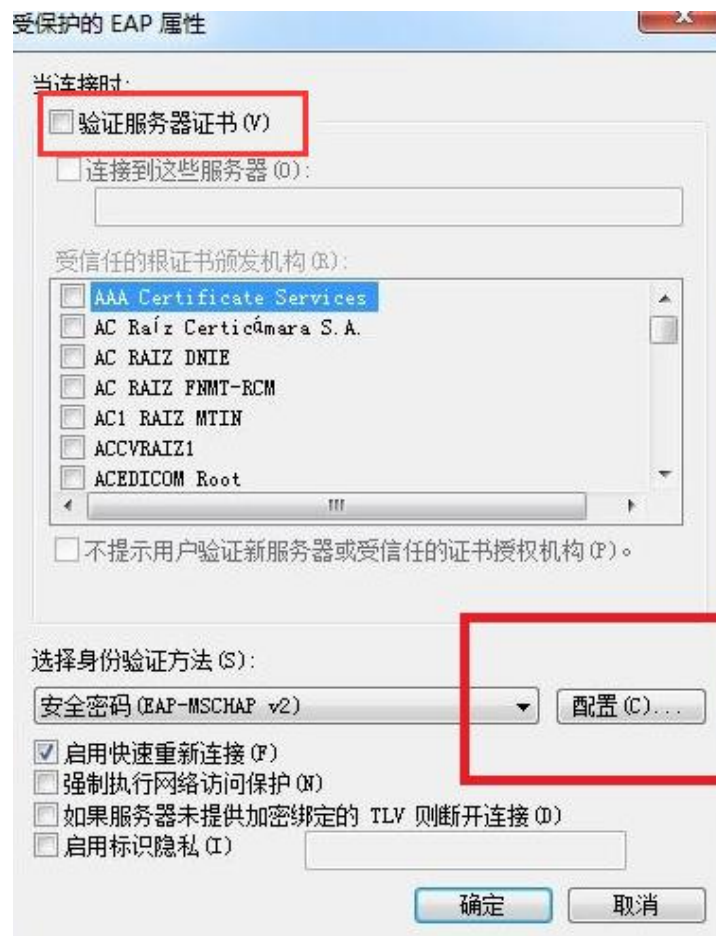 受保护的 EAP 属性
当连接时:
验证服务器证书(V)
连接到这些服务器(O):
受信任的根证书颁发机构(R):
AAA Certificate Services
AC Raíz Certicámara S.A.
AC RAIZ DNIE
AC RAIZ FNMT-RCM
AC1 RAIZ MTIN
ACCVRAIZ1
ACEDICOM Root
不提示用户验证新服务器或受信任的证书授权机构(P)。
选择身份验证方法(S):
安全密码(EAP-MSCHAP v2) 配置(C)...
启用快速重新连接(F)
强制执行网络访问保护(N)
如果服务器未提供加密绑定的 TLV 则断开连接(D)
启用标识隐私(I)
确定 取消